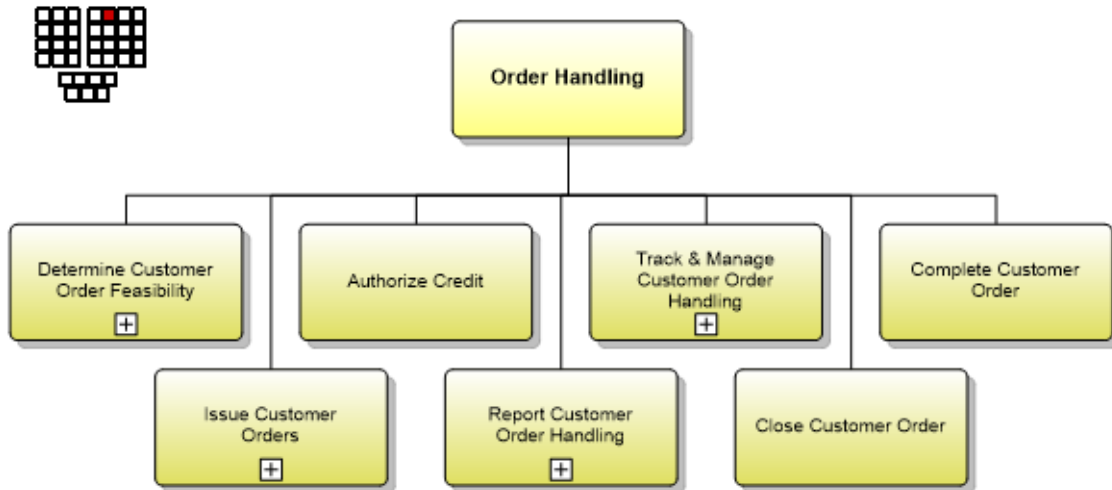 Order Handling
Determine Customer
Order Feasibility
Authorize Credit
Track & Manage
Customer Order
Handling
Complete Customer
Order
Issue Customer
Orders
Report Customer
Order Handling
Close Customer Order